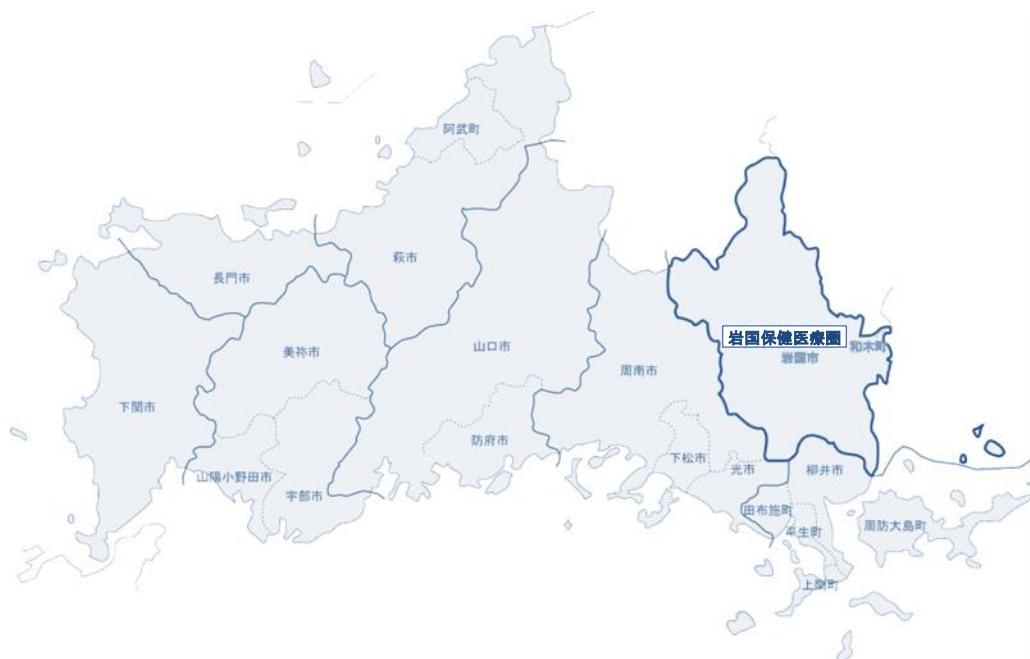 阿武町
萩市
長門市
岩国保健医療圏
和木町
岩国市
山口市
美祢市
周南市
下関市
防府市
下松市
光市
柳井市
山陽小野田市
宇部市
田布施町
周防大島町
平生町
上関町